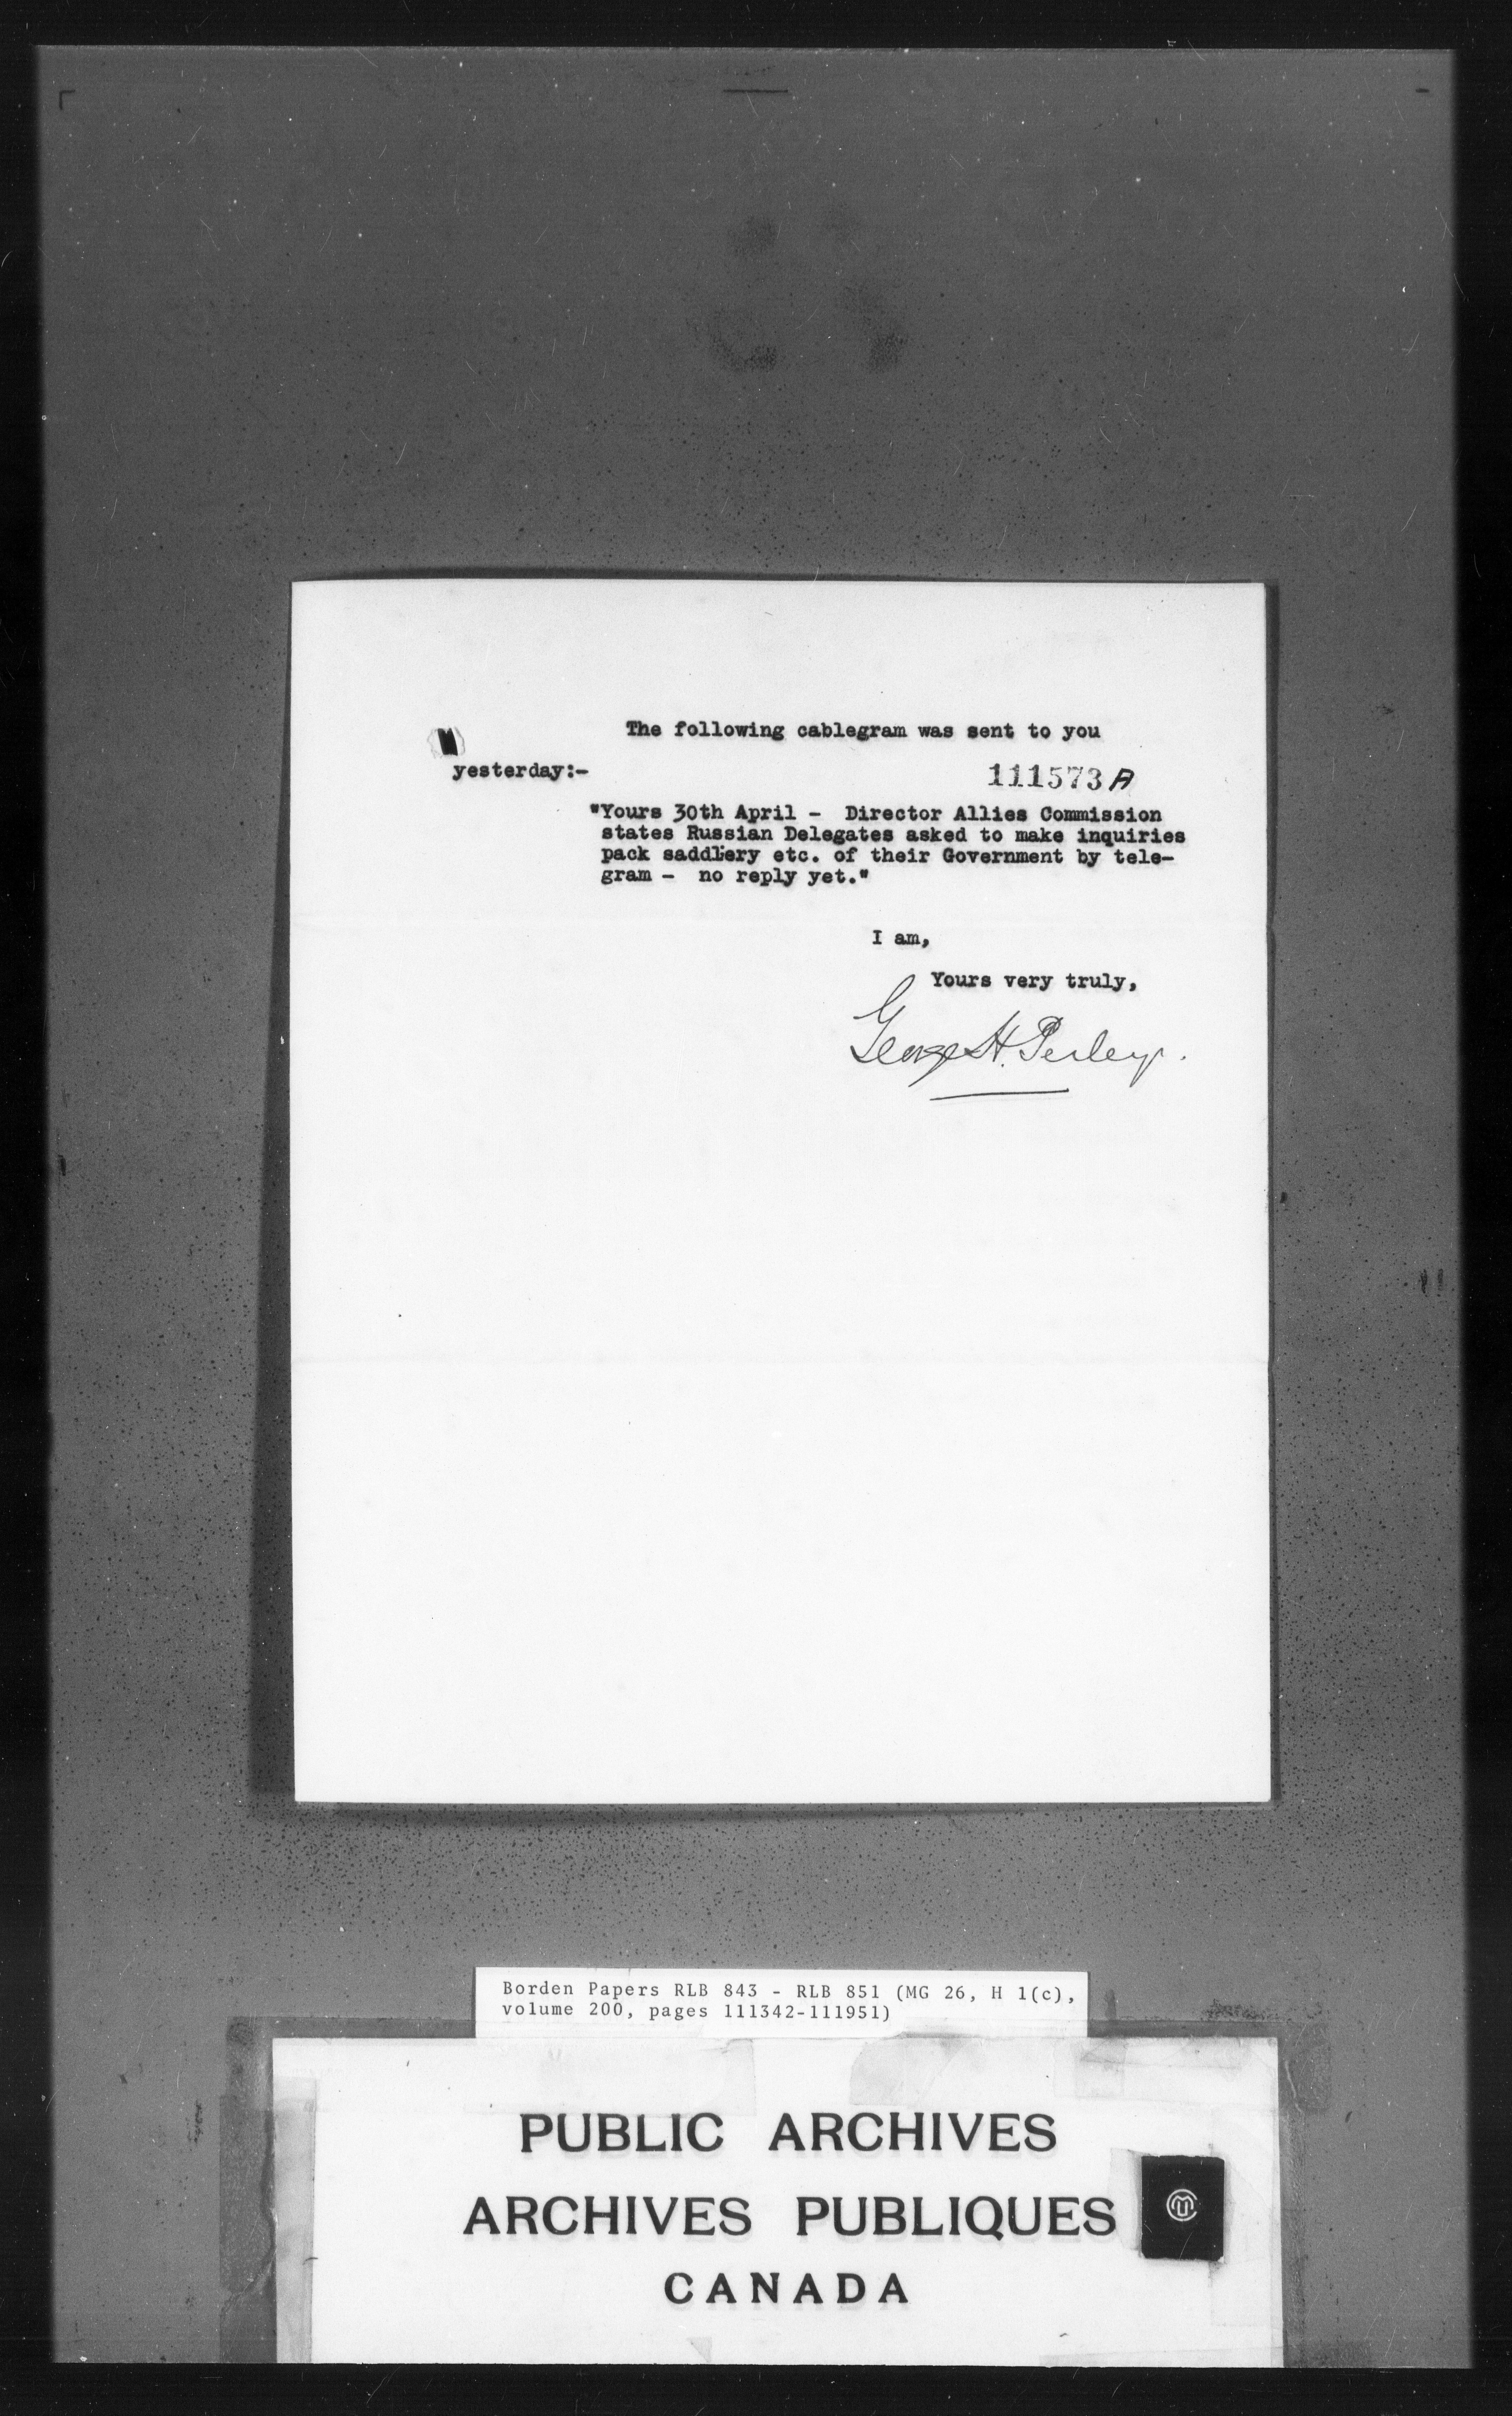 The following cablegram was sent to you
yesterday:-
111573A
"Yours 30th April - Director Allies Commission
states Russian Delegates asked to make inquiries
pack saddlery etc. of their Government by tele-
gram - no reply yet."
I am,
Yours very truly,
George H. Perley.
Borden Papers RLB 843 - RLB 851 (MG 26, H 1(c),
volume 200, pages 111342-111951)
PUBLIC ARCHIVES
ARCHIVES PUBLIQUES
CANADA